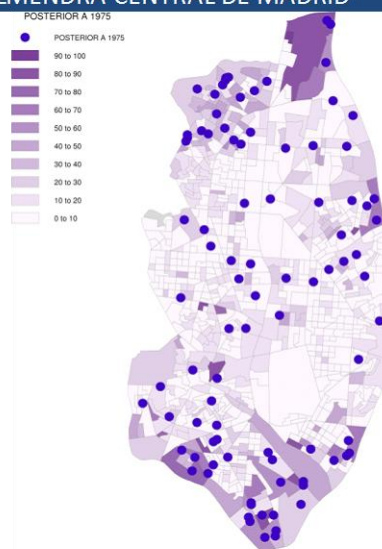 ALMENDRA CENTRAL DE MADRID
POSTERIOR A 1975
POSTERIOR A 1975
90 to 100
80 to 90
70 to 80
60 to 70
50 to 60
40 to 50
30 to 40
20 to 30
10 to 20
0 to 10